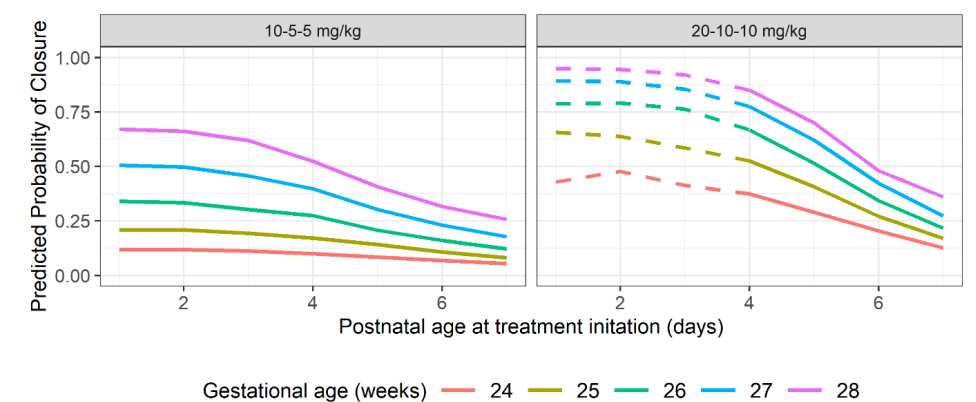 10-5-5 mg/kg
20-10-10 mg/kg
Predicted Probability of Closure
1.00
0.75
0.50
0.25
0.00
2
4
6
2
4
6
Postnatal age at treatment initation (days)
Gestational age (weeks) 24 25 26 27 28